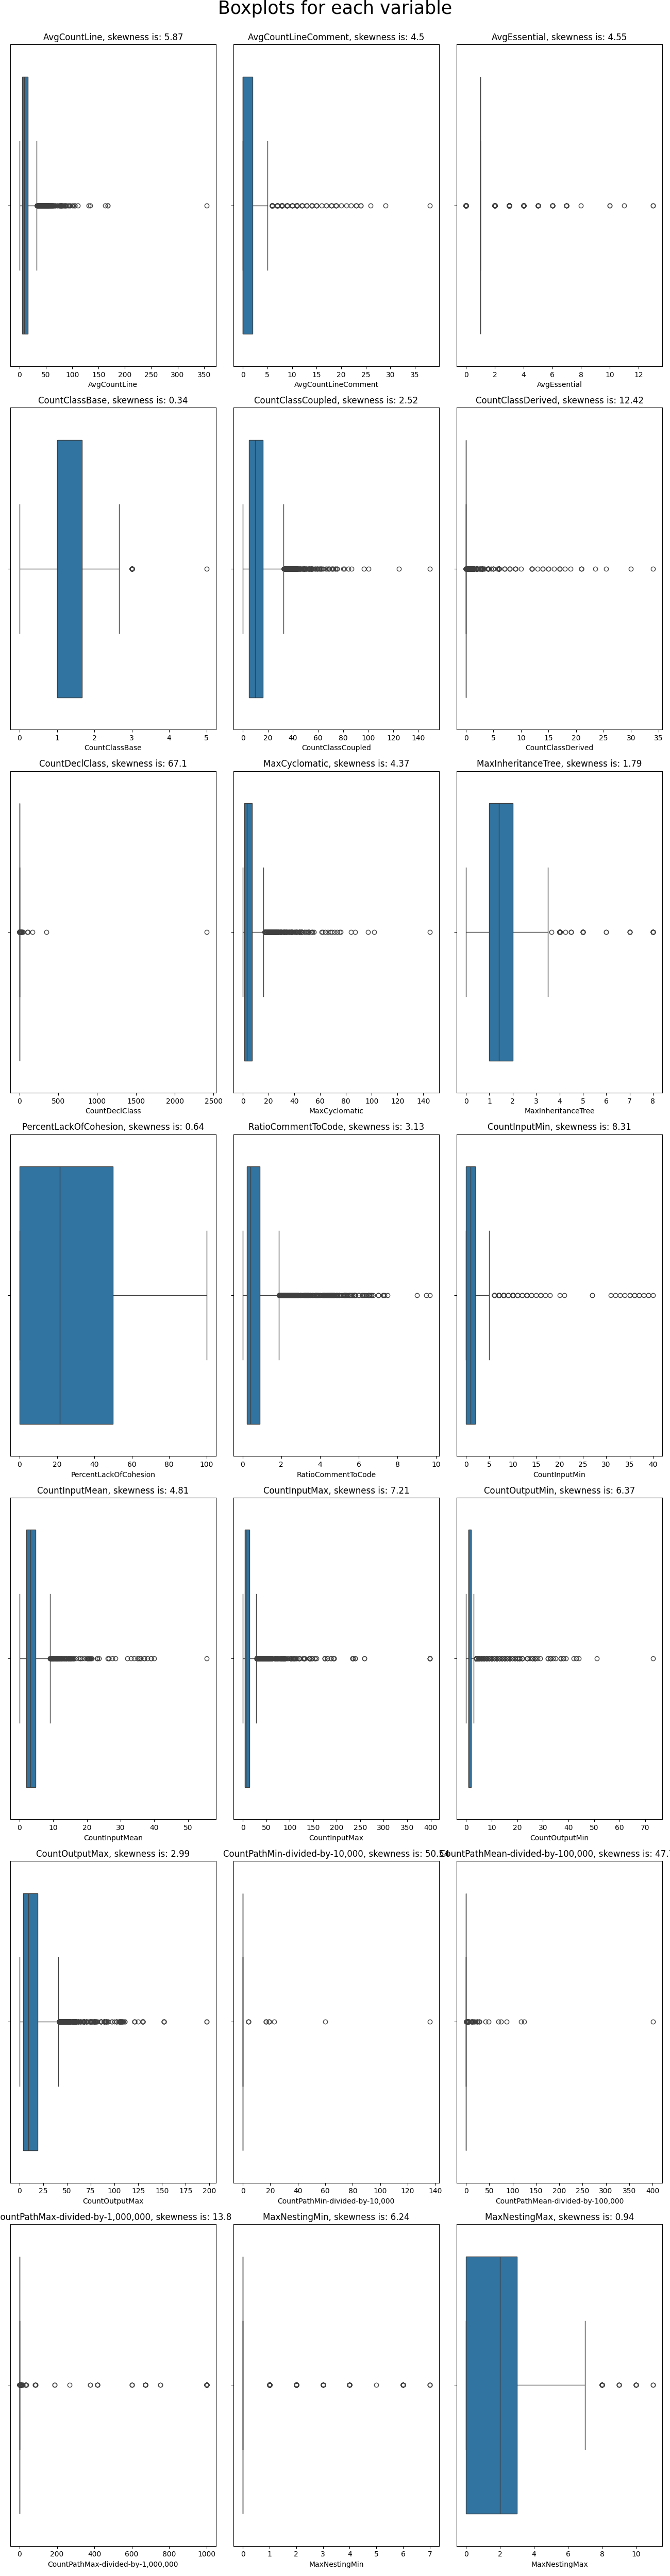 Boxplots for each variable
AvgCountLine, skewness is: 5.87
AvgCountLineComment, skewness is: 4.5
AvgEssential, skewness is: 4.55
0 50 100 150 200 250 300 350
0 5 10 15 20 25 30 35
0 2 4 6 8 10 12
AvgCountLine
AvgCountLineComment
AvgEssential
CountClassBase, skewness is: 0.34
CountClassCoupled, skewness is: 2.52
CountClassDerived, skewness is: 12.42
0 1 2 3 4 5
0 20 40 60 80 100 120 140
0 5 10 15 20 25 30 35
CountClassBase
CountClassCoupled
CountClassDerived
CountDeclClass, skewness is: 67.1
MaxCyclomatic, skewness is: 4.37
MaxInheritanceTree, skewness is: 1.79
0 500 1000 1500 2000 2500
0 20 40 60 80 100 120 140
0 1 2 3 4 5 6 7 8
CountDeclClass
MaxCyclomatic
MaxInheritanceTree
PercentLackOfCohesion, skewness is: 0.64
RatioCommentToCode, skewness is: 3.13
CountInputMin, skewness is: 8.31
0 20 40 60 80 100
0 2 4 6 8 10
0 5 10 15 20 25 30 35 40
PercentLackOfCohesion
RatioCommentToCode
CountInputMin
CountInputMean, skewness is: 4.81
CountInputMax, skewness is: 7.21
CountOutputMin, skewness is: 6.37
0 10 20 30 40 50
0 50 100 150 200 250 300 350 400
0 10 20 30 40 50 60 70
CountInputMean
CountInputMax
CountOutputMin
CountOutputMax, skewness is: 2.99
CountPathMin-divided-by-10,000, skewness is:
CountPathMean-divided-by-100,000, skewness is:
0 25 50 75 100 125 150 175 200
0 20 40 60 80 100 120 140
0 50 100 150 200 250 300 350 400
CountOutputMax
CountPathMin-divided-by-10,000
CountPathMean-divided-by-100,000
ountPathMax-divided-by-1,000,000, skewness is: 13.8
MaxNestingMin, skewness is: 6.24
MaxNestingMax, skewness is: 0.94
0 200 400 600 800 1000
0 1 2 3 4 5 6 7
0 2 4 6 8 10
CountPathMax-divided-by-1,000,000
MaxNestingMin
MaxNestingMax